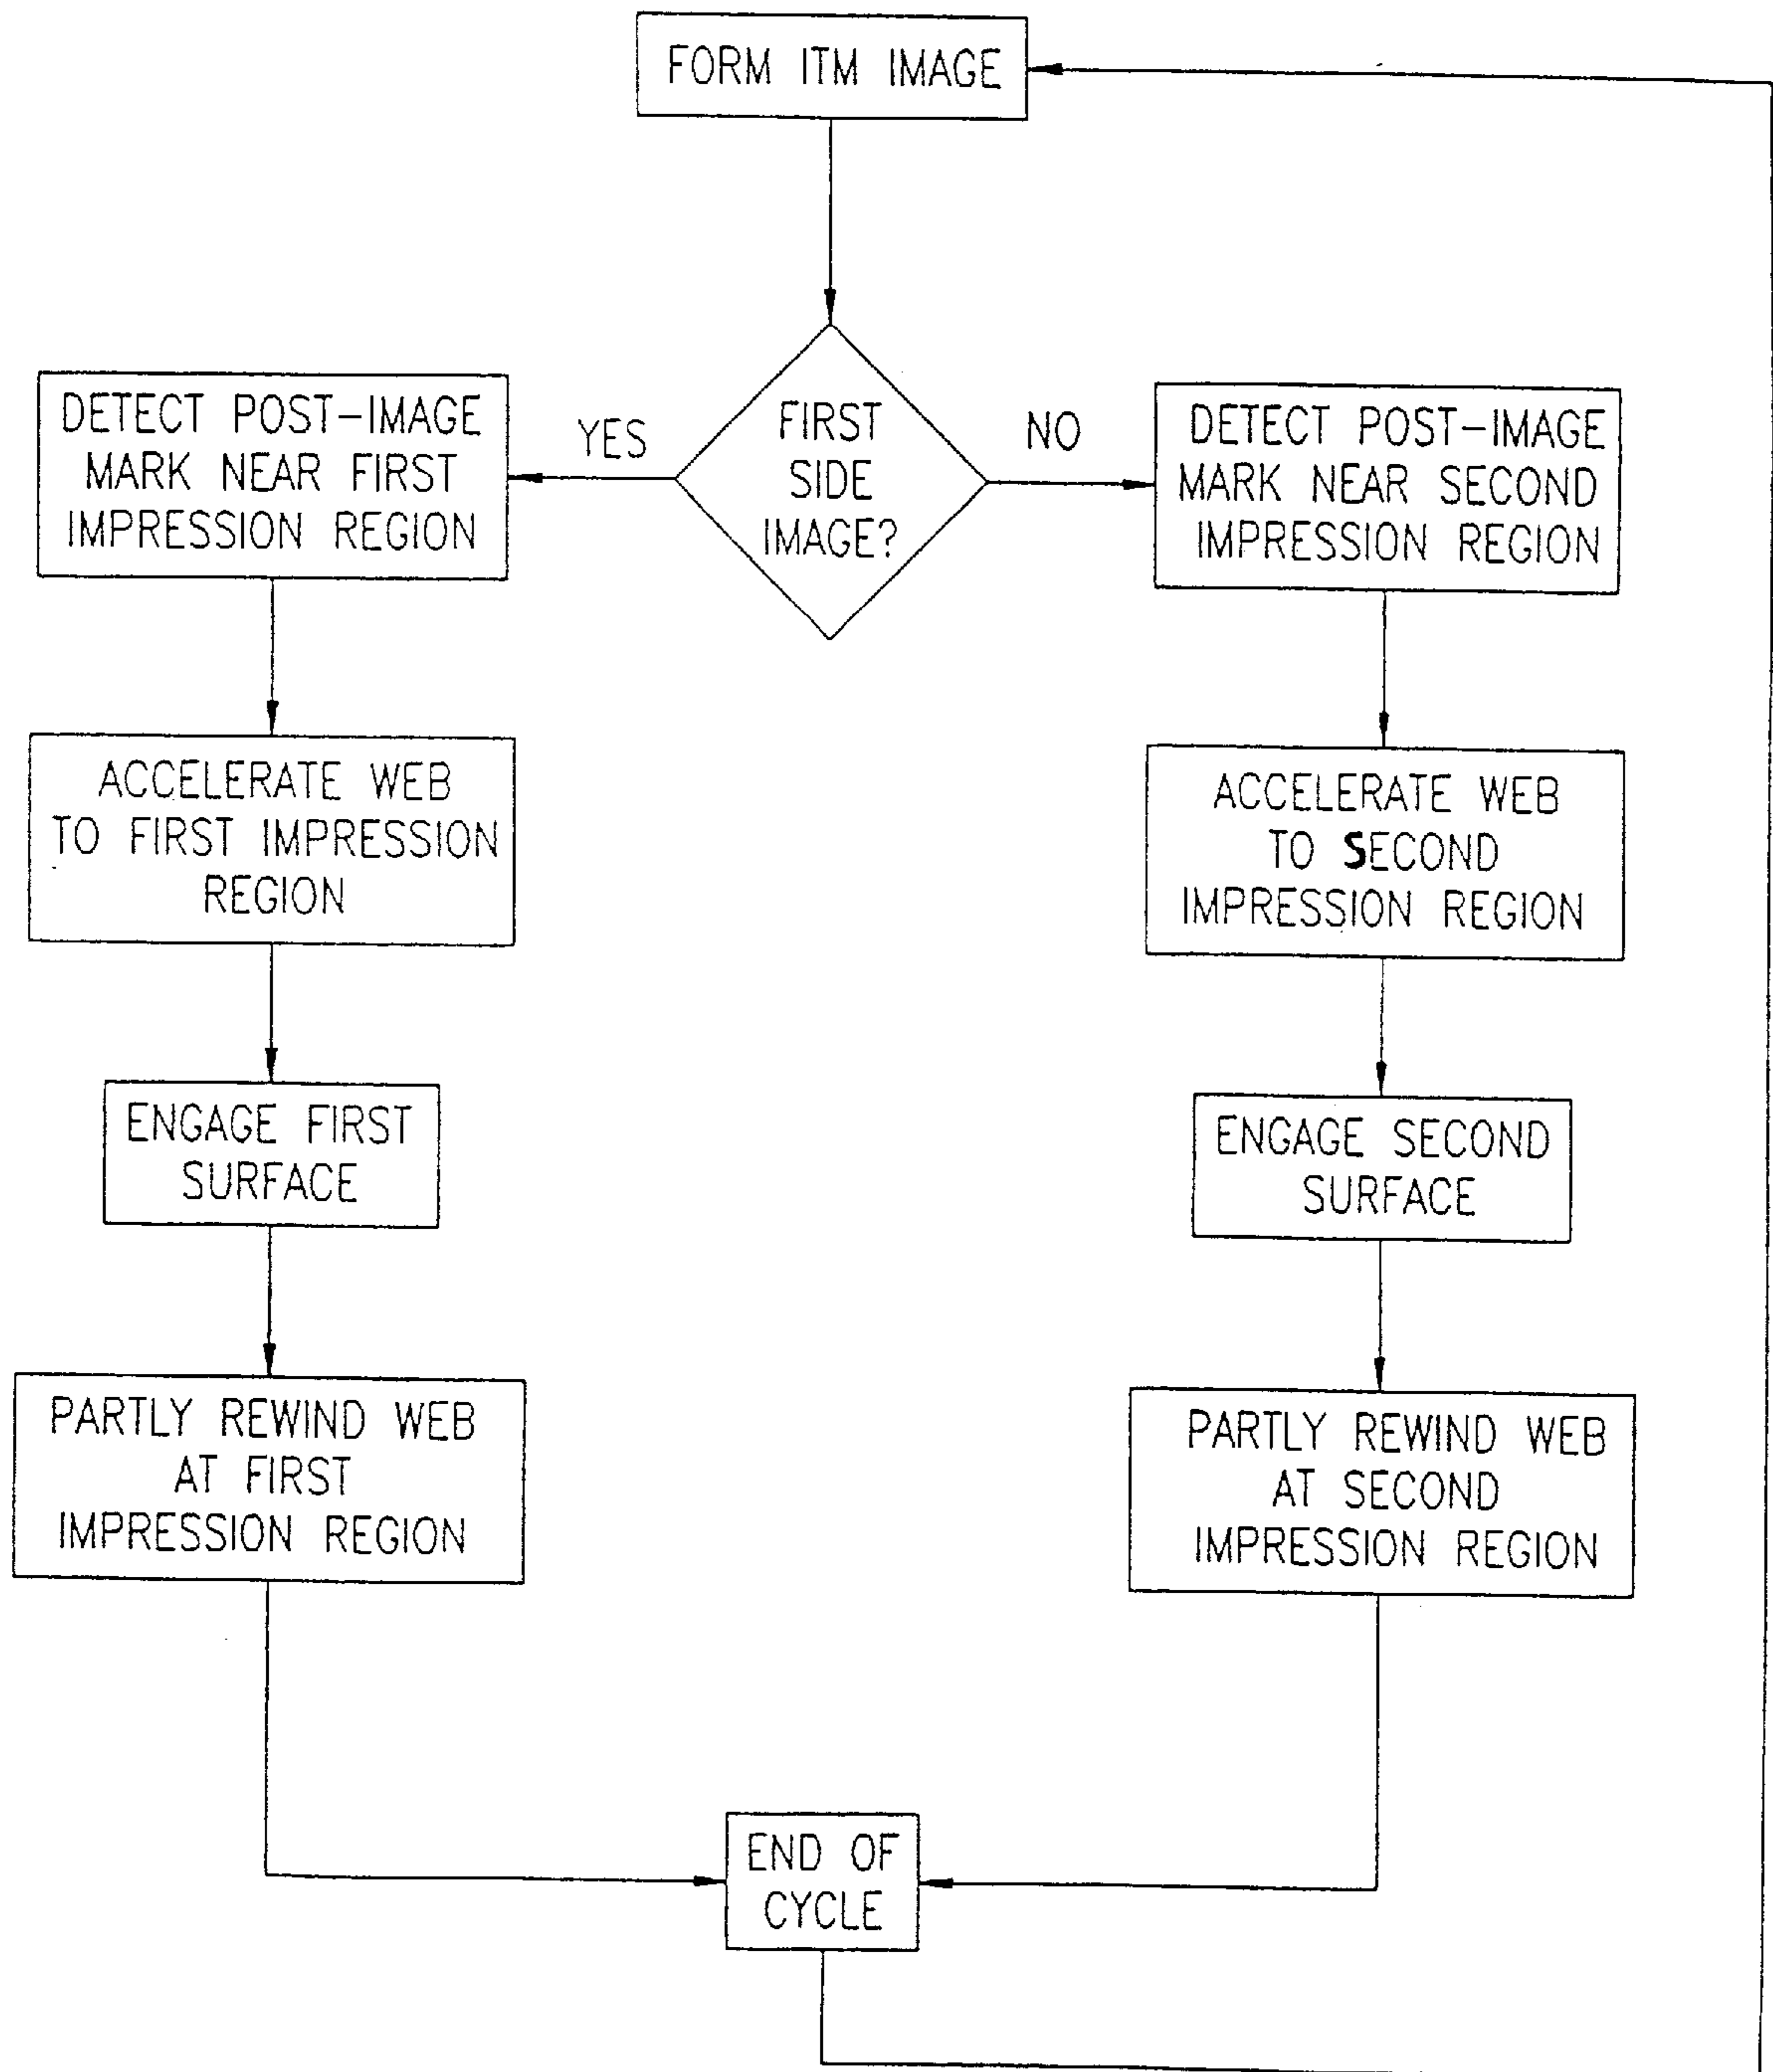 FORM ITM IMAGE
FIRST
SIDE
IMAGE?
YES
NO
DETECT POST-IMAGE
MARK NEAR FIRST
IMPRESSION REGION
ACCELERATE WEB
TO FIRST IMPRESSION
REGION
ENGAGE FIRST
SURFACE
PARTLY REWIND WEB
AT FIRST
IMPRESSION REGION
DETECT POST-IMAGE
MARK NEAR SECOND
IMPRESSION REGION
ACCELERATE WEB
TO SECOND
IMPRESSION REGION
ENGAGE SECOND
SURFACE
PARTLY REWIND WEB
AT SECOND
IMPRESSION REGION
END OF
CYCLE